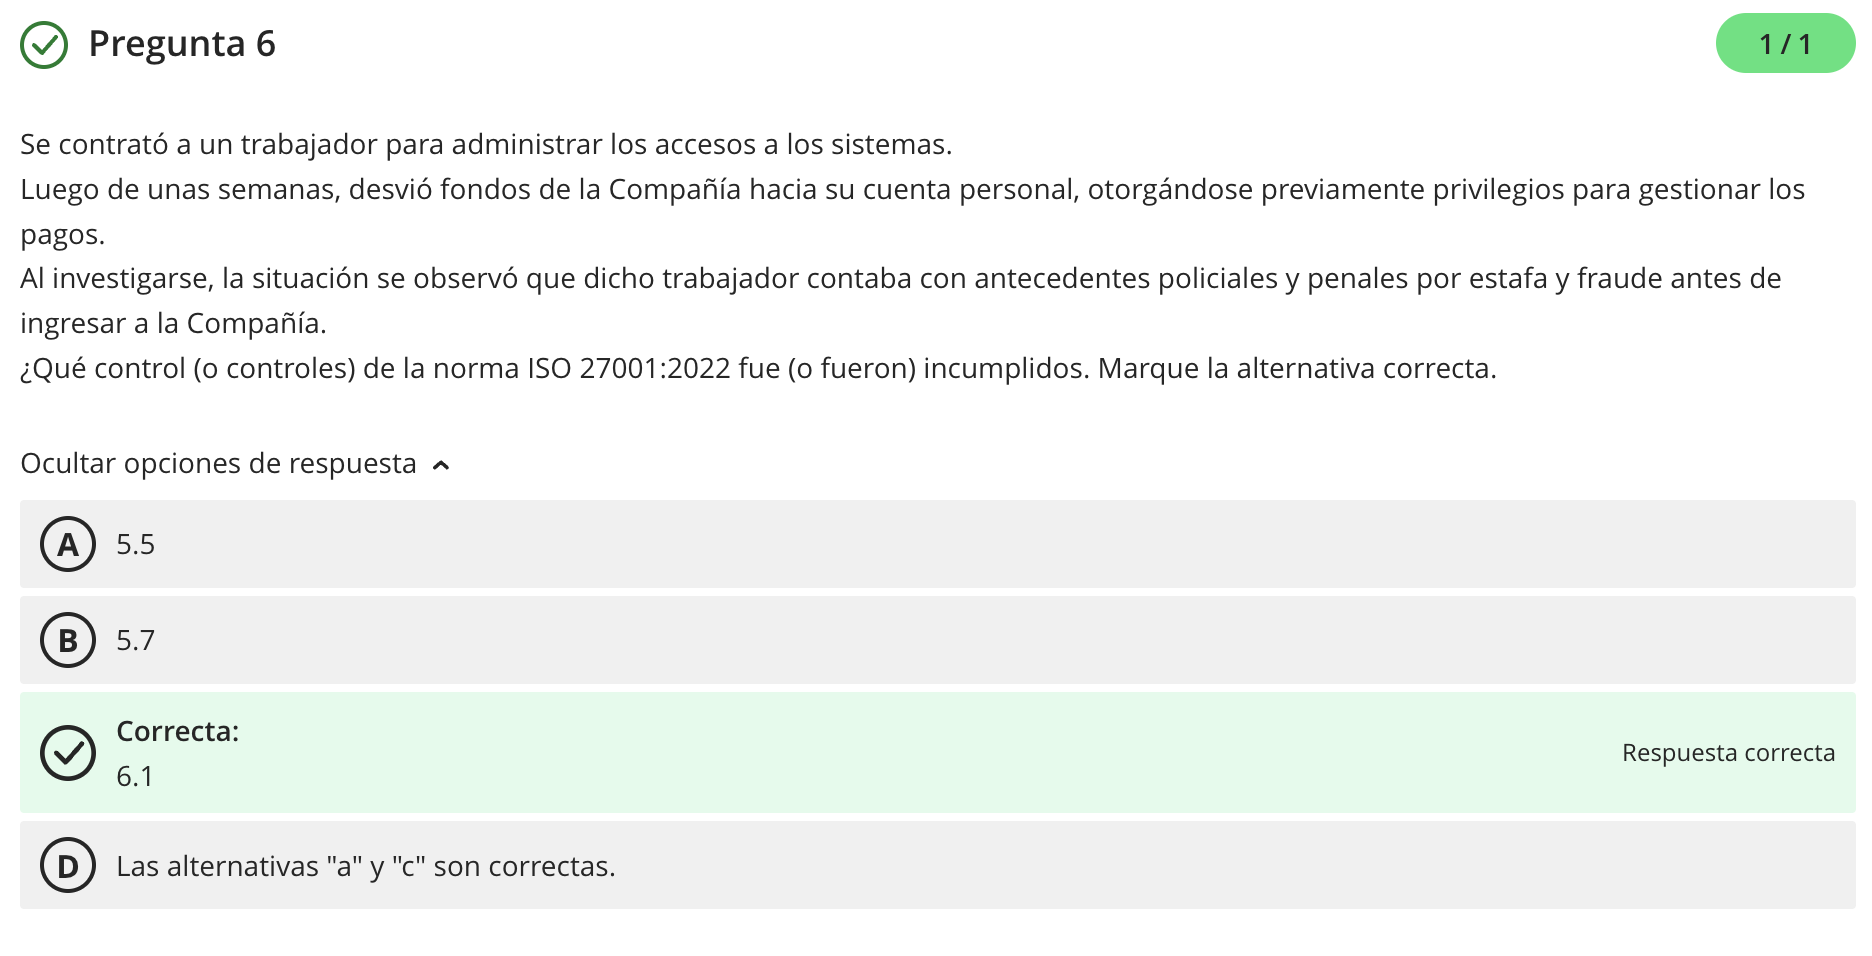 Pregunta 6
1 / 1
Se contrató a un trabajador para administrar los accesos a los sistemas.
Luego de unas semanas, desvió fondos de la Compañía hacia su cuenta personal, otorgándose previamente privilegios para gestionar los
pagos.
Al investigarse, la situación se observó que dicho trabajador contaba con antecedentes policiales y penales por estafa y fraude antes de
ingresar a la Compañía.
¿Qué control (o controles) de la norma ISO 27001:2022 fue (o fueron) incumplidos. Marque la alternativa correcta.
Ocultar opciones de respuesta
A 5.5
B 5.7
Correcta:
6.1
Respuesta correcta
D Las alternativas "a" y "c" son correctas.